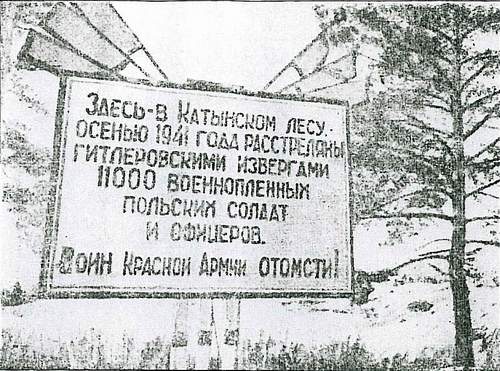 Здесь-в Катынском лесу,
осенью 1941 года расстреляны
гитлеровскими извергами
11000 военнопленных
польских солдат
и офицеров.
Воин Красной Армии отомсти!